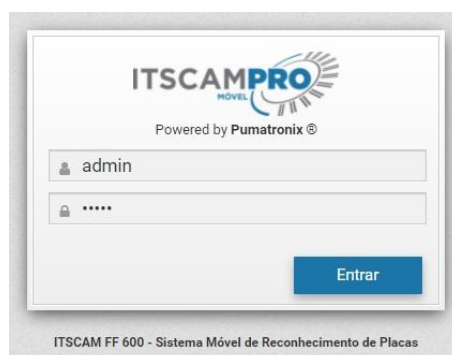 ITSCAMPRO
MÓVEL
Powered by Pumatronix ®
admin
•••••
Entrar
ITSCAM FF 600 - Sistema Móvel de Reconhecimento de Placas